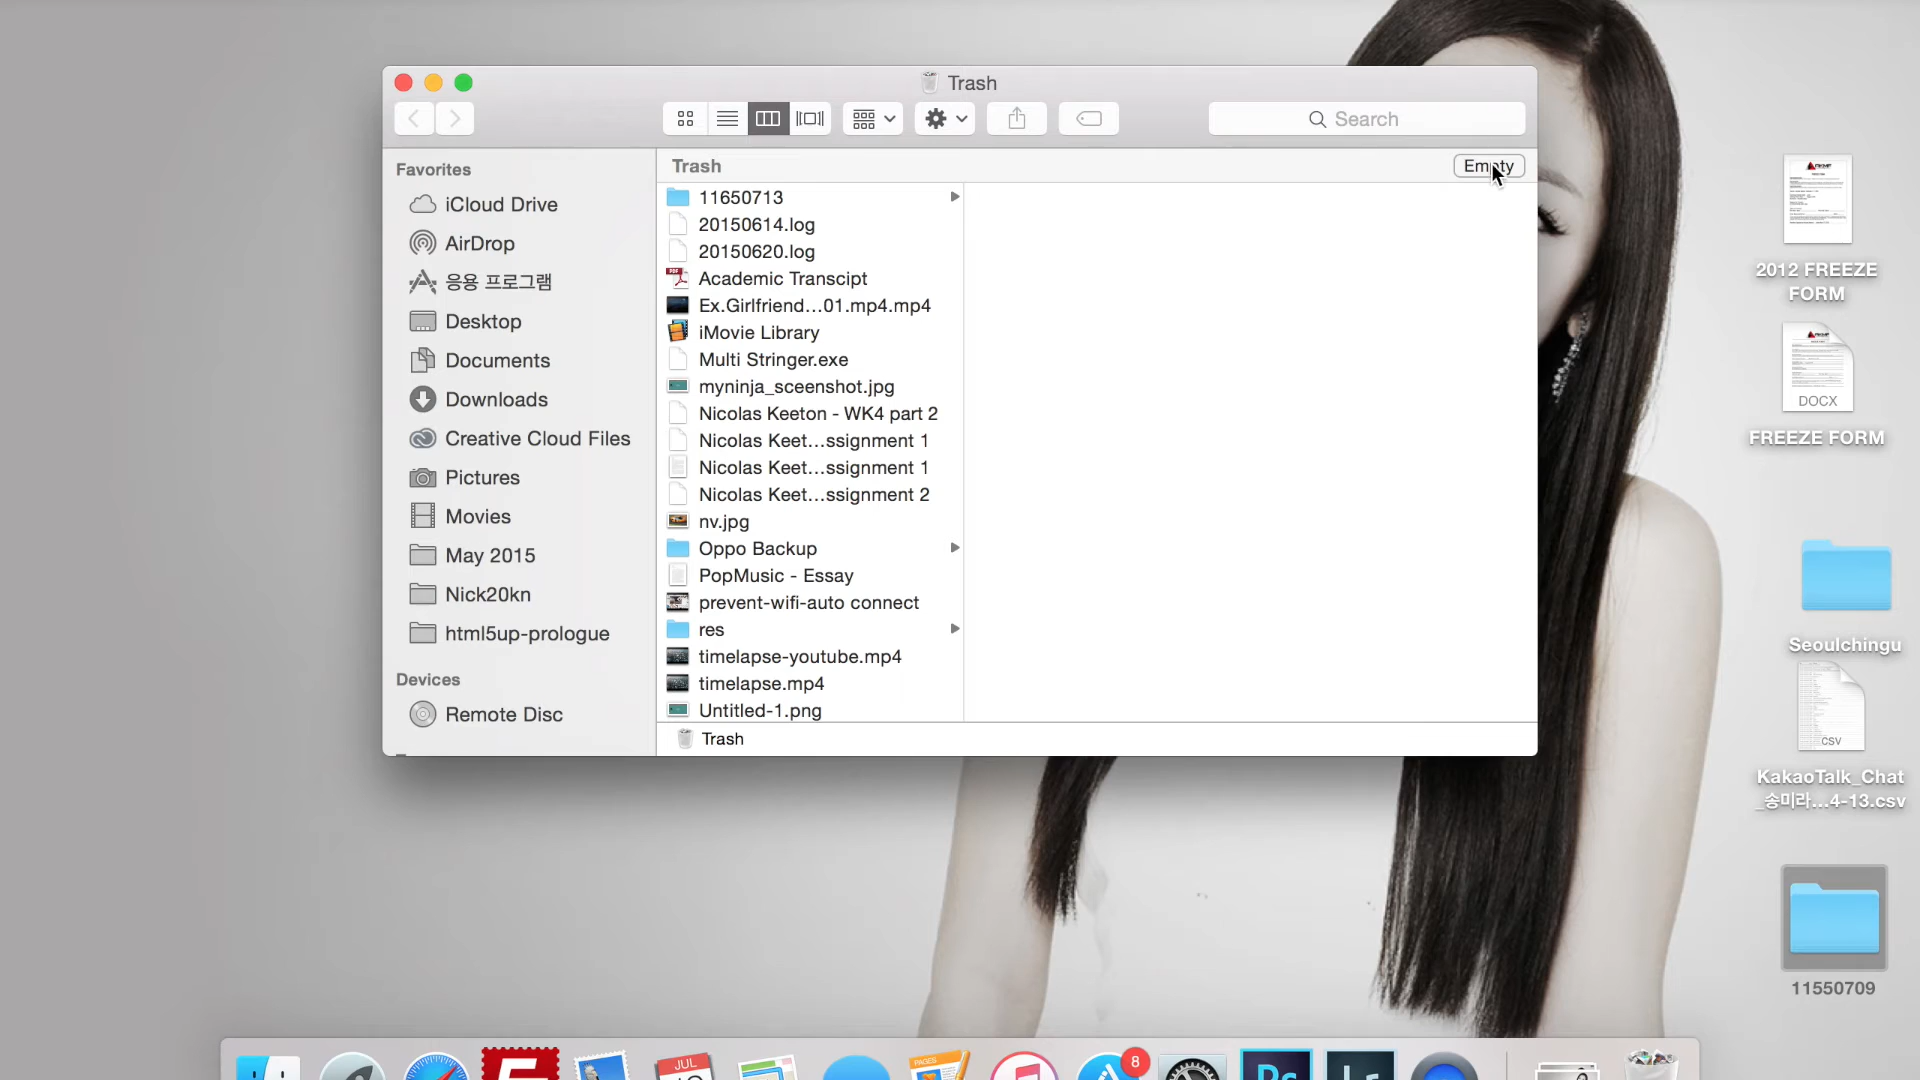 Trash
Search
Favorites
iCloud Drive
AirDrop
응용 프로그램
Desktop
Documents
Downloads
Creative Cloud Files
Pictures
Movies
May 2015
Nick20kn
html5up-prologue
Devices
Remote Disc
Trash
Empty
11650713
20150614.log
20150620.log
Academic Transcipt
Ex.Girlfriend...01.mp4.mp4
iMovie Library
Multi Stringer.exe
myninja_sceenshot.jpg
Nicolas Keeton - WK4 part 2
Nicolas Keet...ssignment 1
Nicolas Keet...ssignment 1
Nicolas Keet...ssignment 2
nv.jpg
Oppo Backup
PopMusic - Essay
prevent-wifi-auto connect
res
timelapse-youtube.mp4
timelapse.mp4
Untitled-1.png
Trash
2012 FREEZE
FORM
DOCX
FREEZE FORM
Seoulchingu
CSV
KakaoTalk_Chat
_송미라...4-13.csv
11550709
JUL
PAGES
8